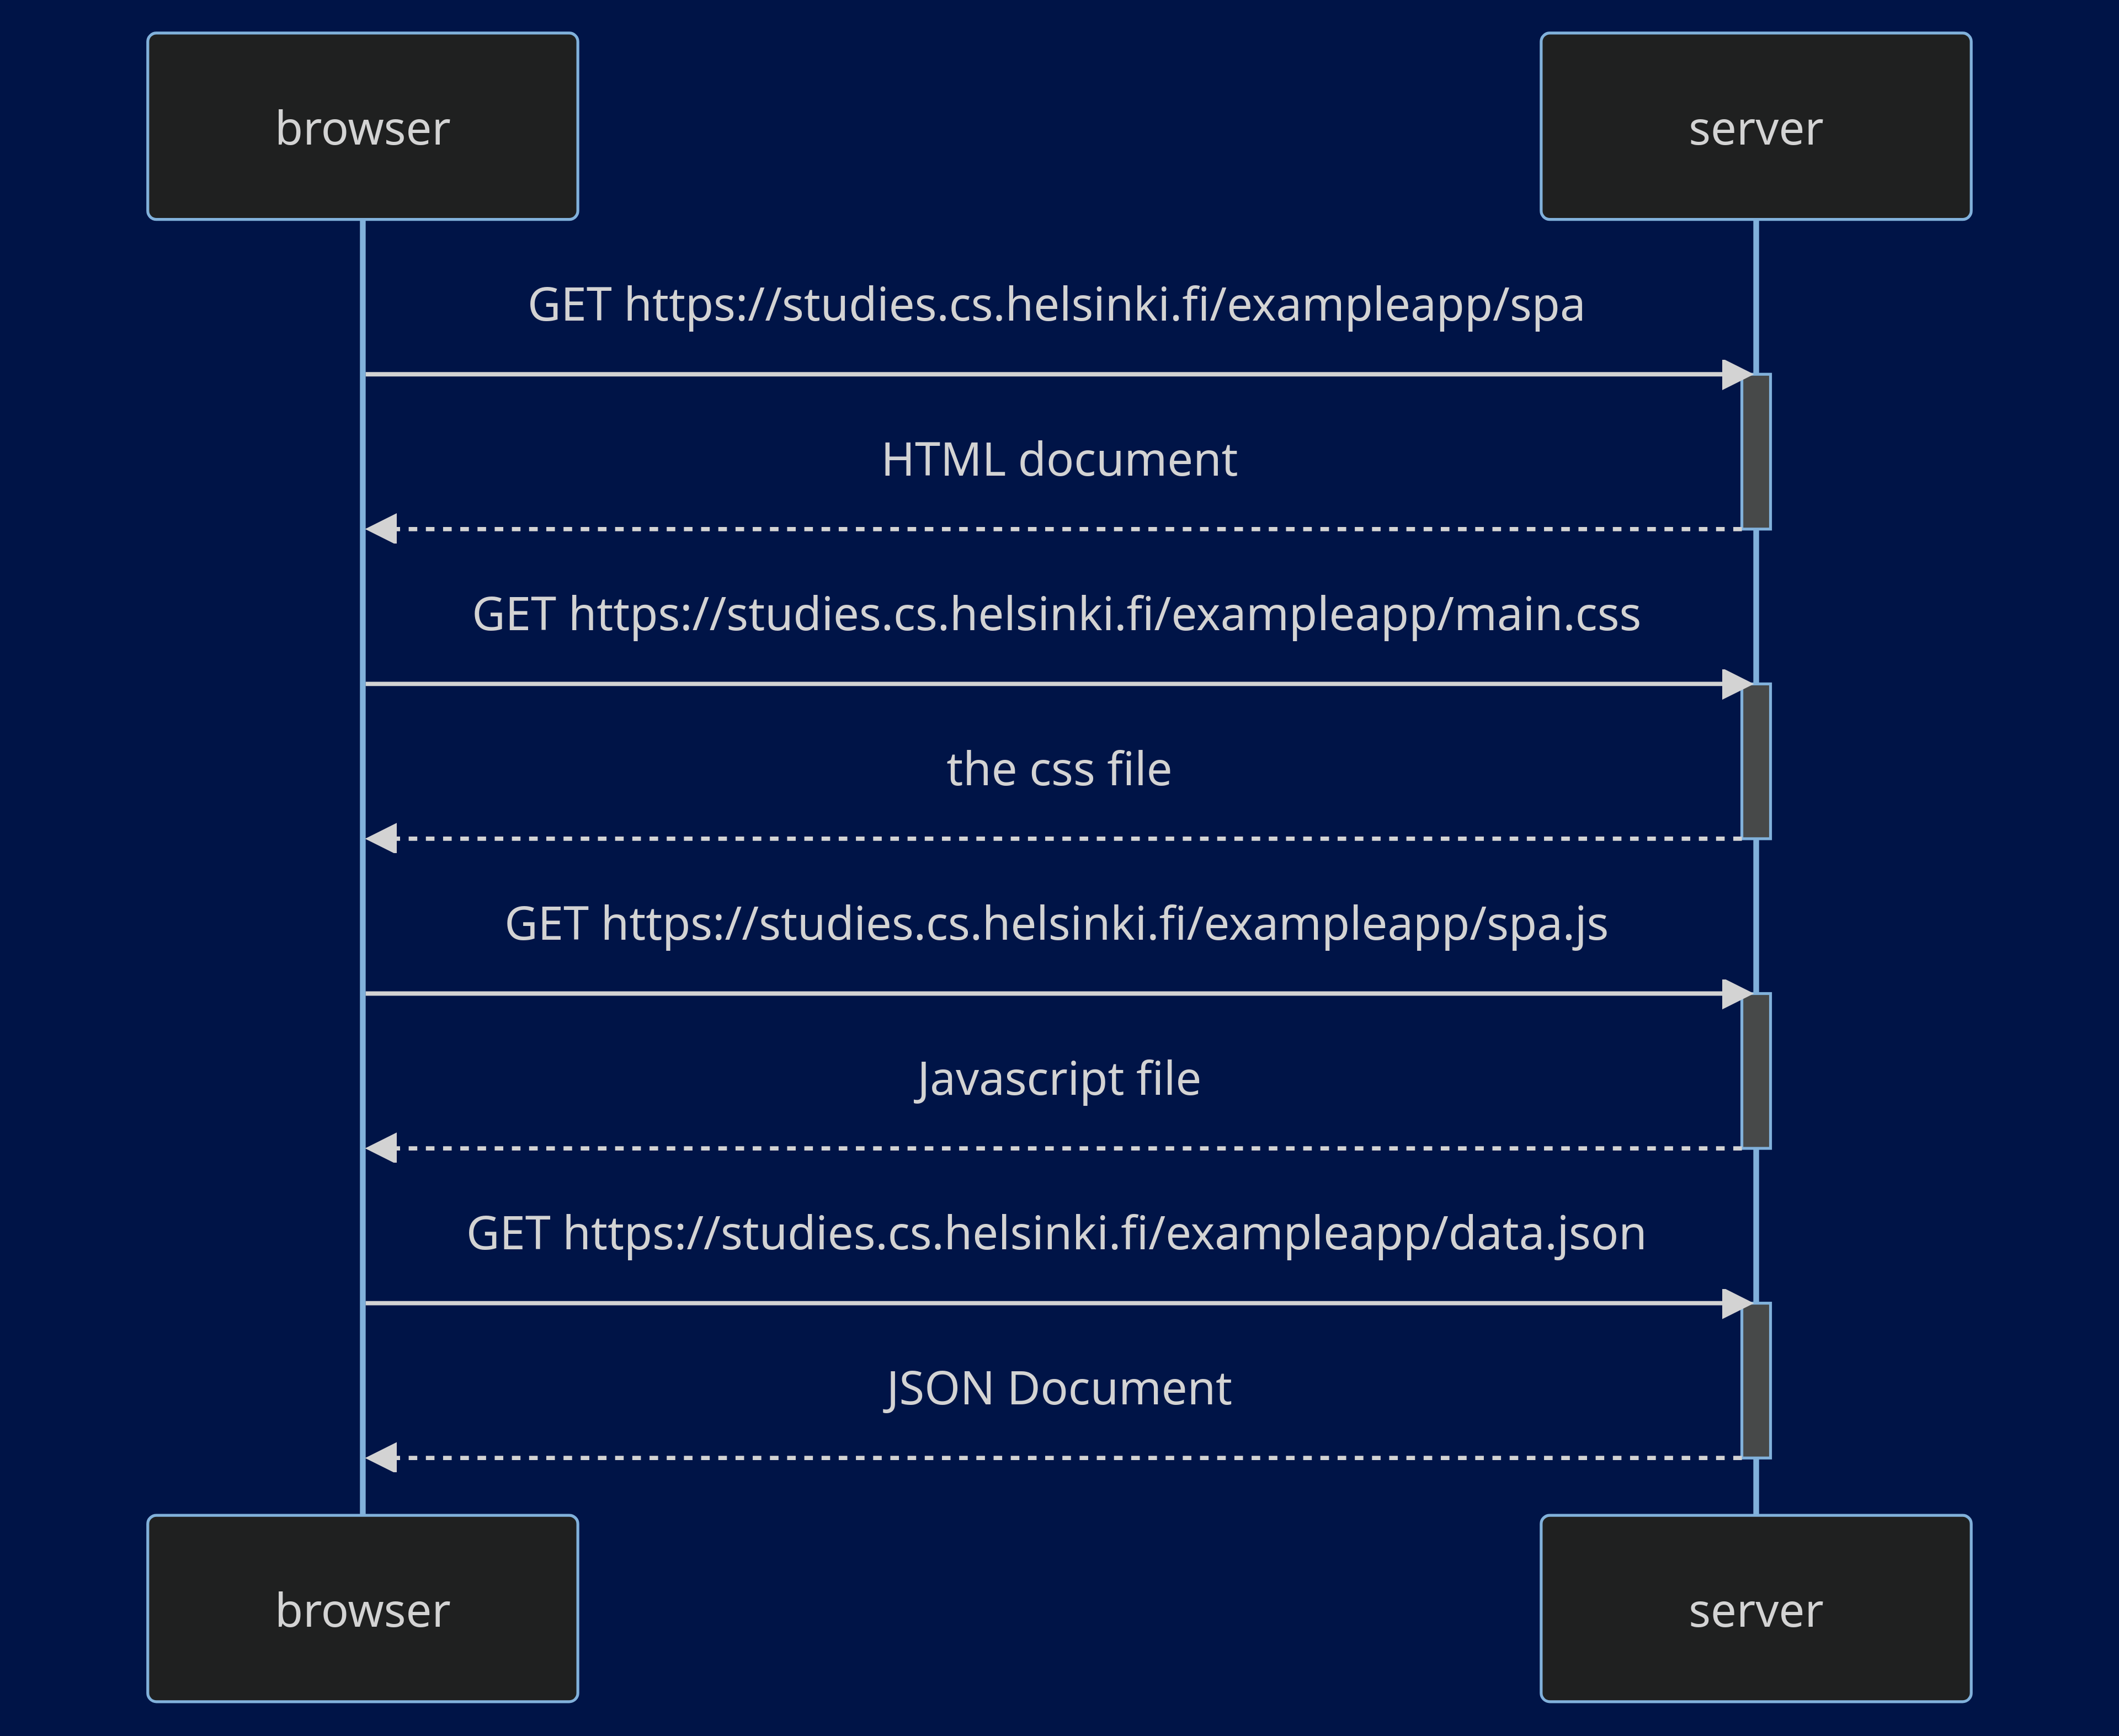 browser
server
GET https://studies.cs.helsinki.fi/exampleapp/spa
HTML document
GET https://studies.cs.helsinki.fi/exampleapp/main.css
the css file
GET https://studies.cs.helsinki.fi/exampleapp/spa.js
Javascript file
GET https://studies.cs.helsinki.fi/exampleapp/data.json
JSON Document
browser
server